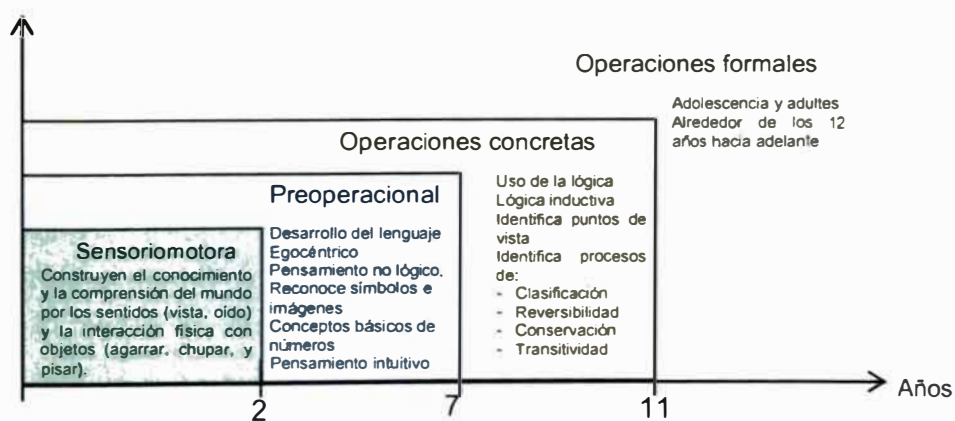 Operaciones formales
Adolescencia y adultes
Alrededor de los 12
años hacia adelante
Operaciones concretas
Uso de la lógica
Lógica inductiva
Identifica puntos de
vista
Identifica procesos
de:
- Clasificación
- Reversibilidad
- Conservación
- Transitividad
Preoperacional
Desarrollo del lenguaje
Egocéntrico
Pensamiento no lógico,
Reconoce símbolos e
imágenes
Conceptos básicos de
números
Pensamiento intuitivo
Sensoriomotora
Construyen el conocimiento
y la comprensión del mundo
por los sentidos (vista, oído)
y la interacción física con
objetos (agarrar, chupar, y
pisar).
2
7
11
Años